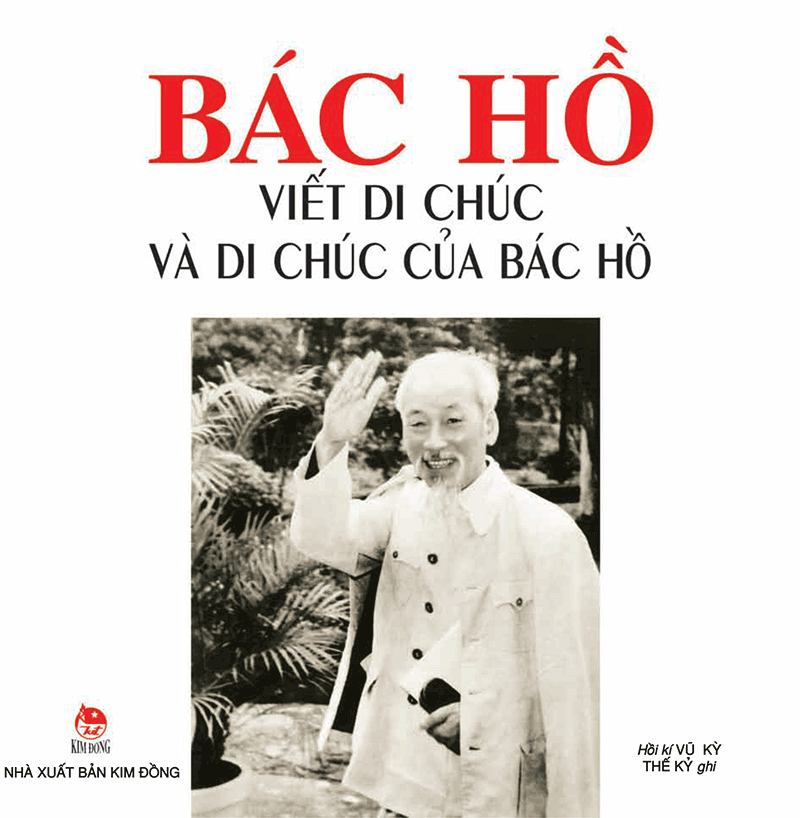 BÁC HỒ
VIẾT DI CHÚC
VÀ DI CHÚC CỦA BÁC HỒ
KIM ĐỒNG
NHÀ XUẤT BẢN KIM ĐỒNG
Hồi kí VŨ KỲ
THẾ KỶ ghi